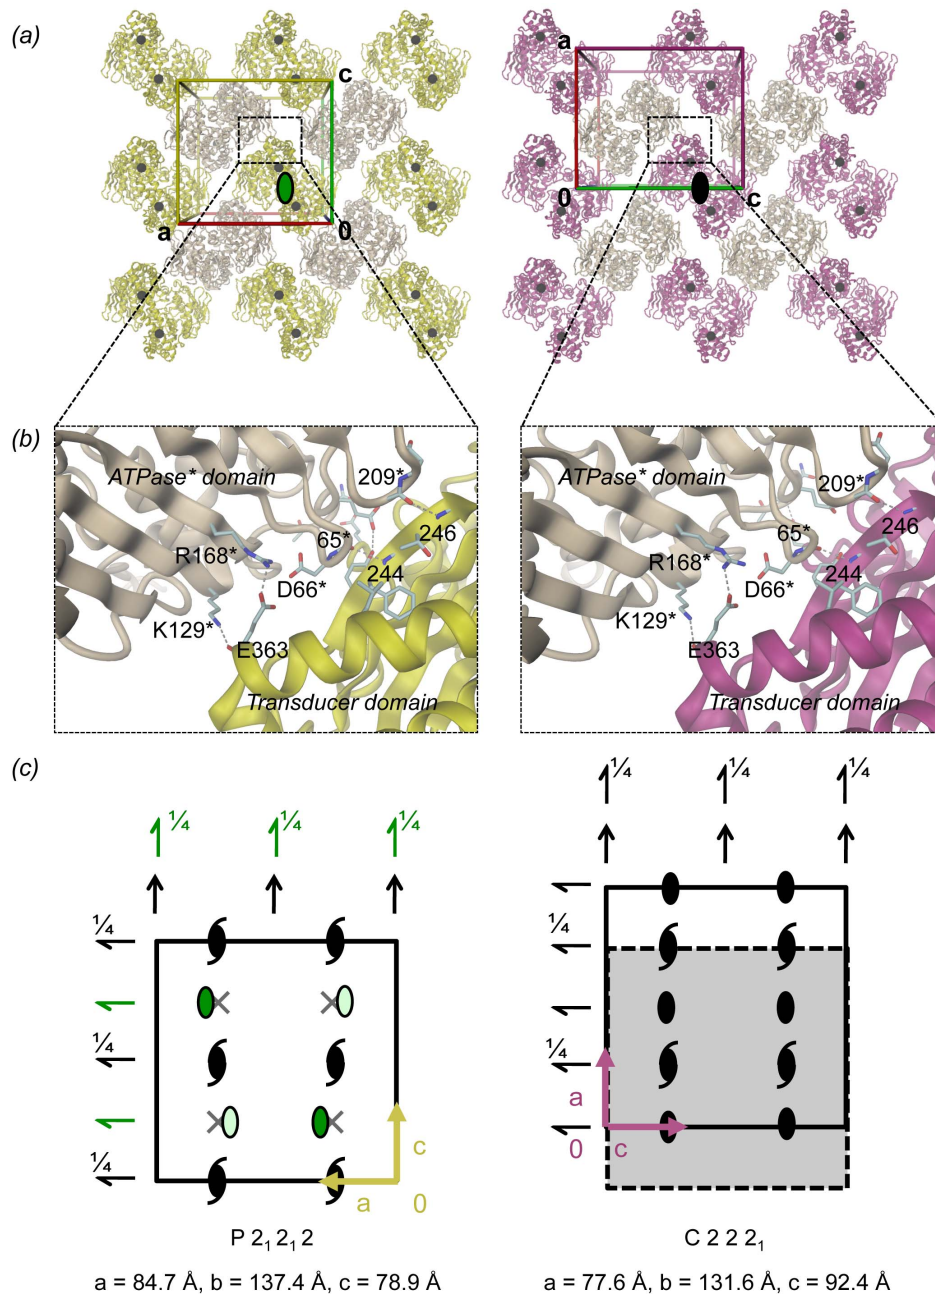 (a)
c
a
0
a
0
c
(b)
ATPase* domain
209*
R168*
65*
246
D66*
244
K129*
E363
Transducer domain
ATPase* domain
209*
R168*
65*
246
D66*
244
K129*
E363
Transducer domain
(c)
¼ ¼ ¼
¼
¼
¼
c
a
0
¼ ¼ ¼
¼
¼
a
0
c
P 2₁ 2₁ 2
C 2 2 2₁
a = 84.7 Å, b = 137.4 Å, c = 78.9 Å
a = 77.6 Å, b = 131.6 Å, c = 92.4 Å